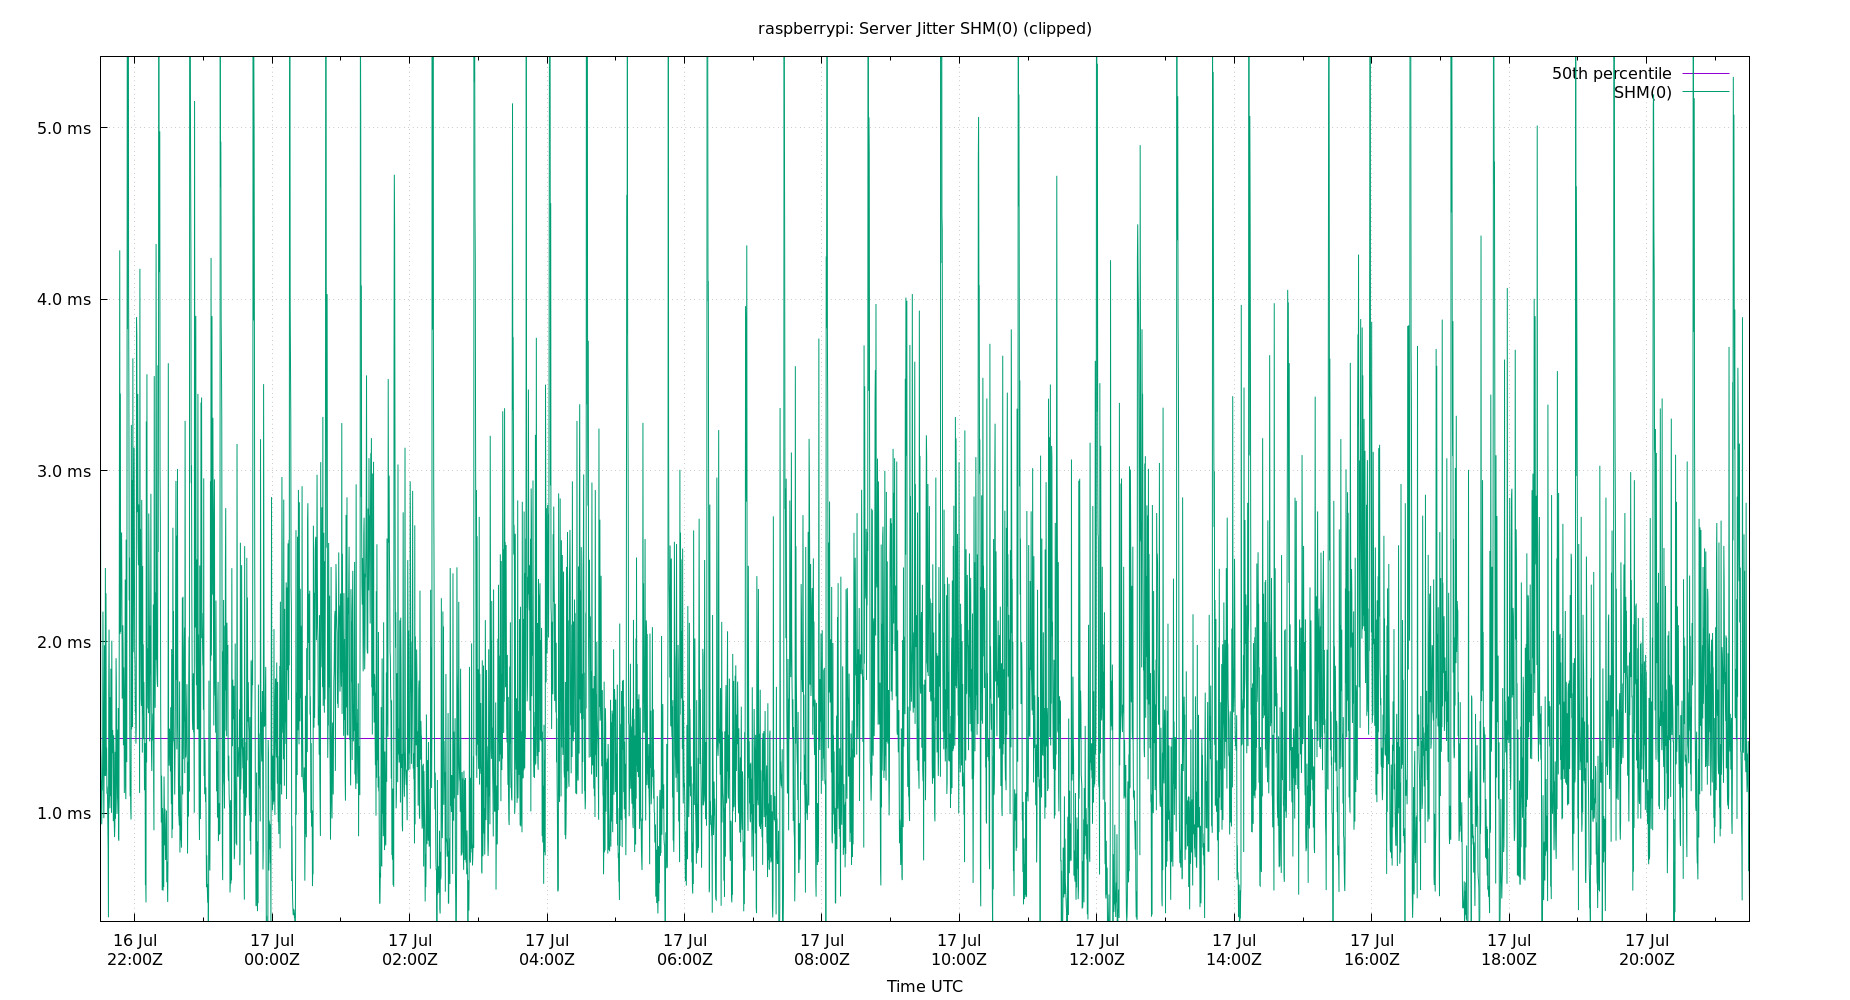 raspberrypi: Server Jitter SHM(0) (clipped)
50th percentile
SHM(0)
5.0 ms
4.0 ms
3.0 ms
2.0 ms
1.0 ms
16 Jul 17 Jul 17 Jul 17 Jul 17 Jul 17 Jul 17 Jul 17 Jul 17 Jul 17 Jul 17 Jul 17 Jul
22:00Z 00:00Z 02:00Z 04:00Z 06:00Z 08:00Z 10:00Z 12:00Z 14:00Z 16:00Z 18:00Z 20:00Z
Time UTC